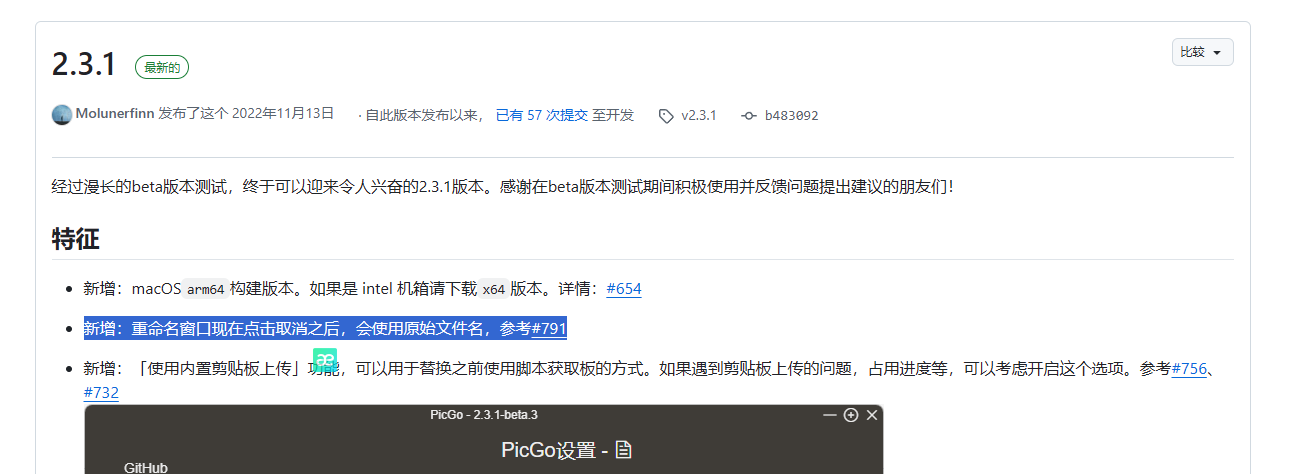 2.3.1 最新的 比较
Molunerfinn 发布了这个 2022年11月13日 · 自此版本发布以来， 已有 57 次提交 至开发 v2.3.1 b483092
经过漫长的beta版本测试，终于可以迎来令人兴奋的2.3.1版本。感谢在beta版本测试期间积极使用并反馈问题提出建议的朋友们！
特征
新增：macOS arm64 构建版本。如果是 intel 机箱请下载 x64 版本。详情：#654
新增：重命名窗口现在点击取消之后，会使用原始文件名，参考#791
新增：「使用内置剪贴板上传」功能，可以用于替换之前使用脚本获取板的方式。如果遇到剪贴板上传的问题，占用进度等，可以考虑开启这个选项。参考#756、
#732
PicGo - 2.3.1-beta.3
PicGo设置 -
GitHub